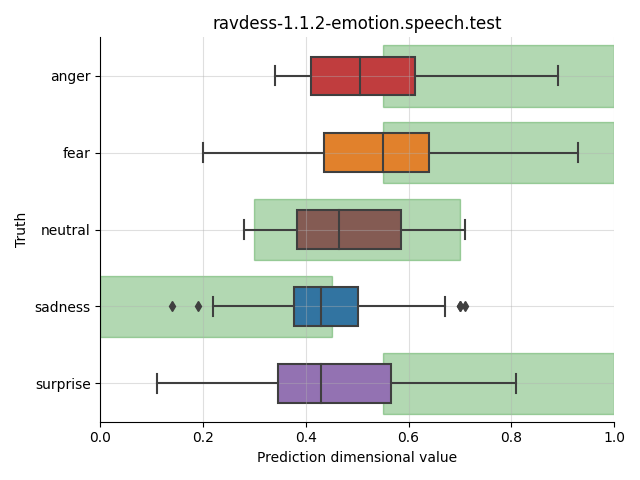 ravdess-1.1.2-emotion.speech.test
anger
fear
neutral
sadness
surprise
Truth
0.0 0.2 0.4 0.6 0.8 1.0
Prediction dimensional value